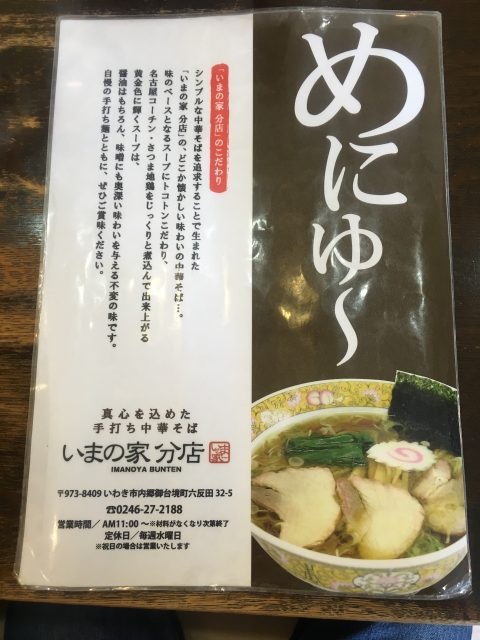 めにゅ〜
「いまの家 分店」のこだわり
シンプルな中華そばを追求することで生まれた
「いまの家 分店」の、どこか懐かしい味わいの中華そば…。
味のベースとなるスープにトコトンこだわり、
名古屋コーチン・さつま地鶏をじっくりと煮込んで出来上がる
黄金色に輝くスープは、
醤油はもちろん、味噌にも奥深い味わいを与える不変の味です。
自慢の手打ち麺とともに、ぜひご賞味ください。
真心を込めた
手打ち中華そば
いまの家 分店
IMANOYA BUNTEN
〒973-8409 いわき市内郷御台境町六反田 32-5
☎0246-27-2188
営業時間／ AM11:00 〜※材料がなくなり次第終了
定休日／毎週水曜日
※祝日の場合は営業いたします